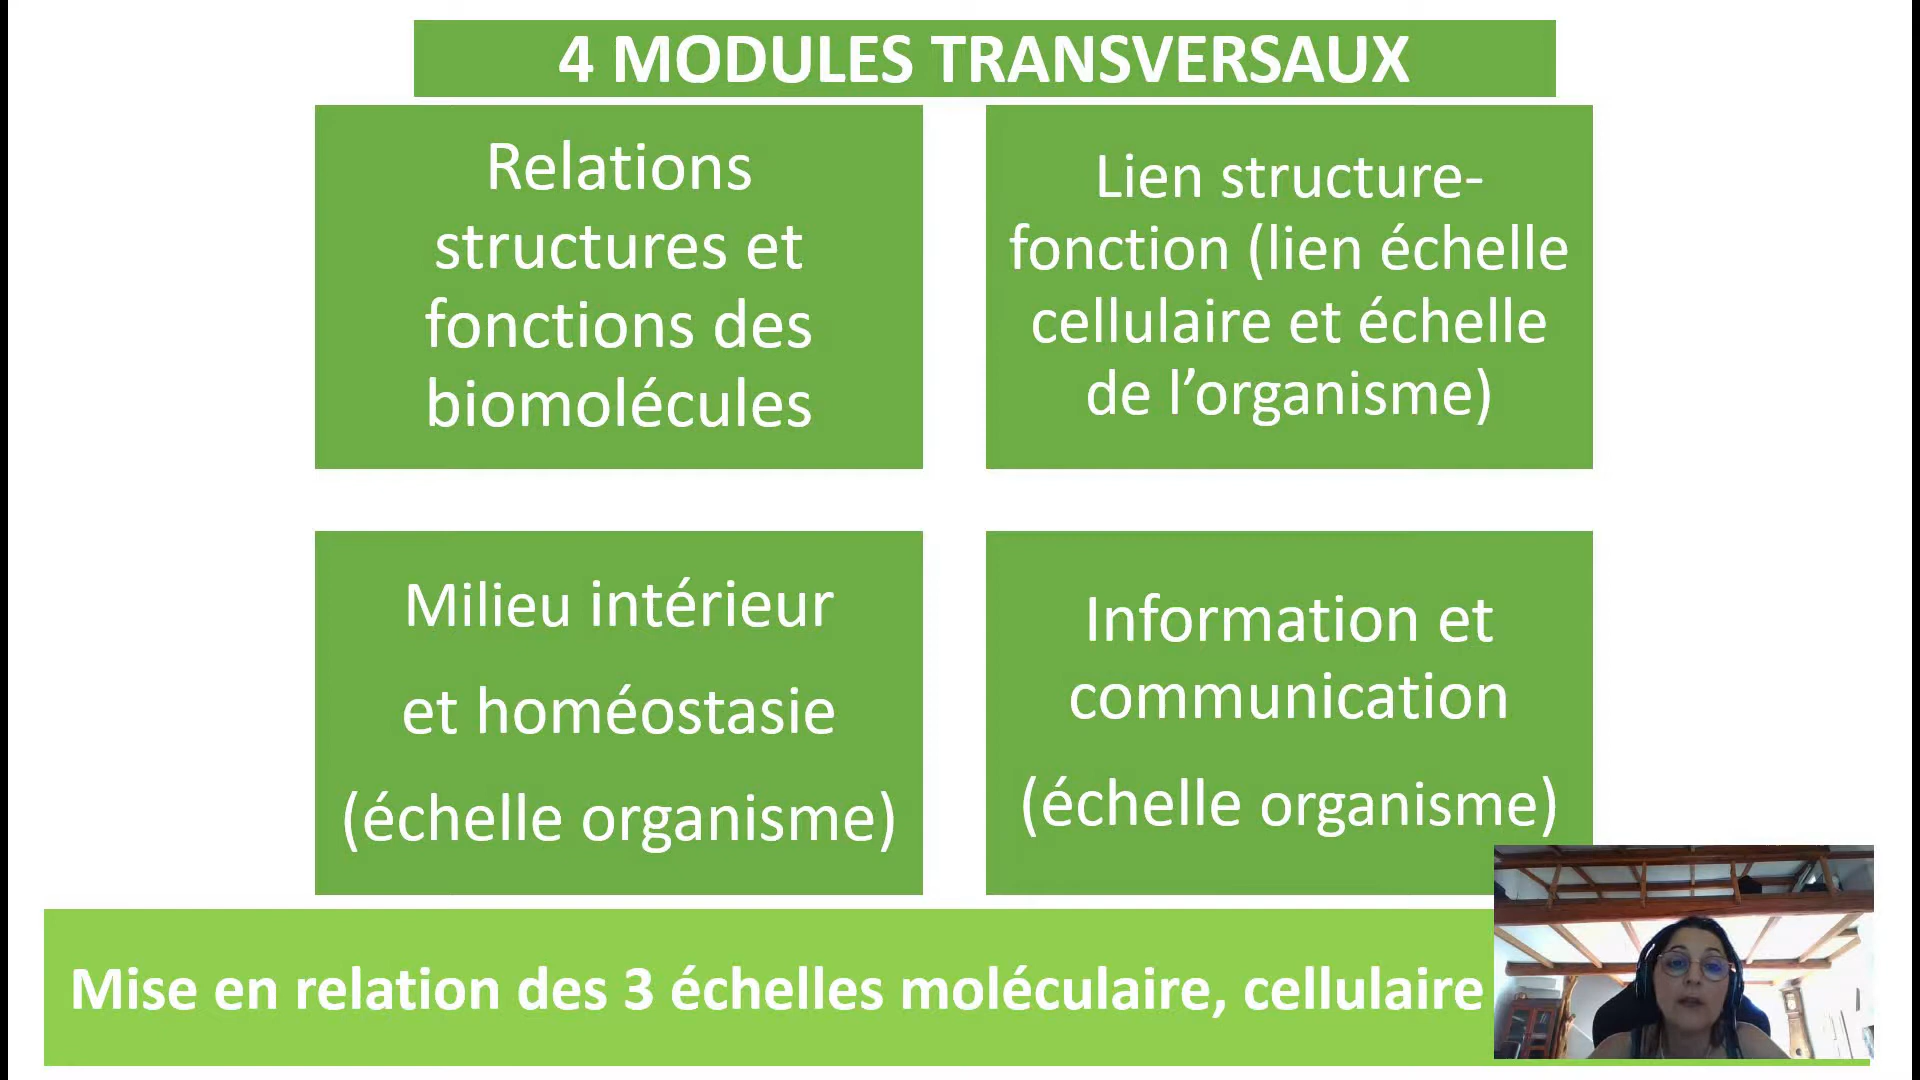 4 MODULES TRANSVERSAUX
Relations
structures et
fonctions des
biomolécules
Lien structure-
fonction (lien échelle
cellulaire et échelle
de l’organisme)
Milieu intérieur
et homéostasie
(échelle organisme)
Information et
communication
(échelle organisme)
Mise en relation des 3 échelles moléculaire, cellulaire